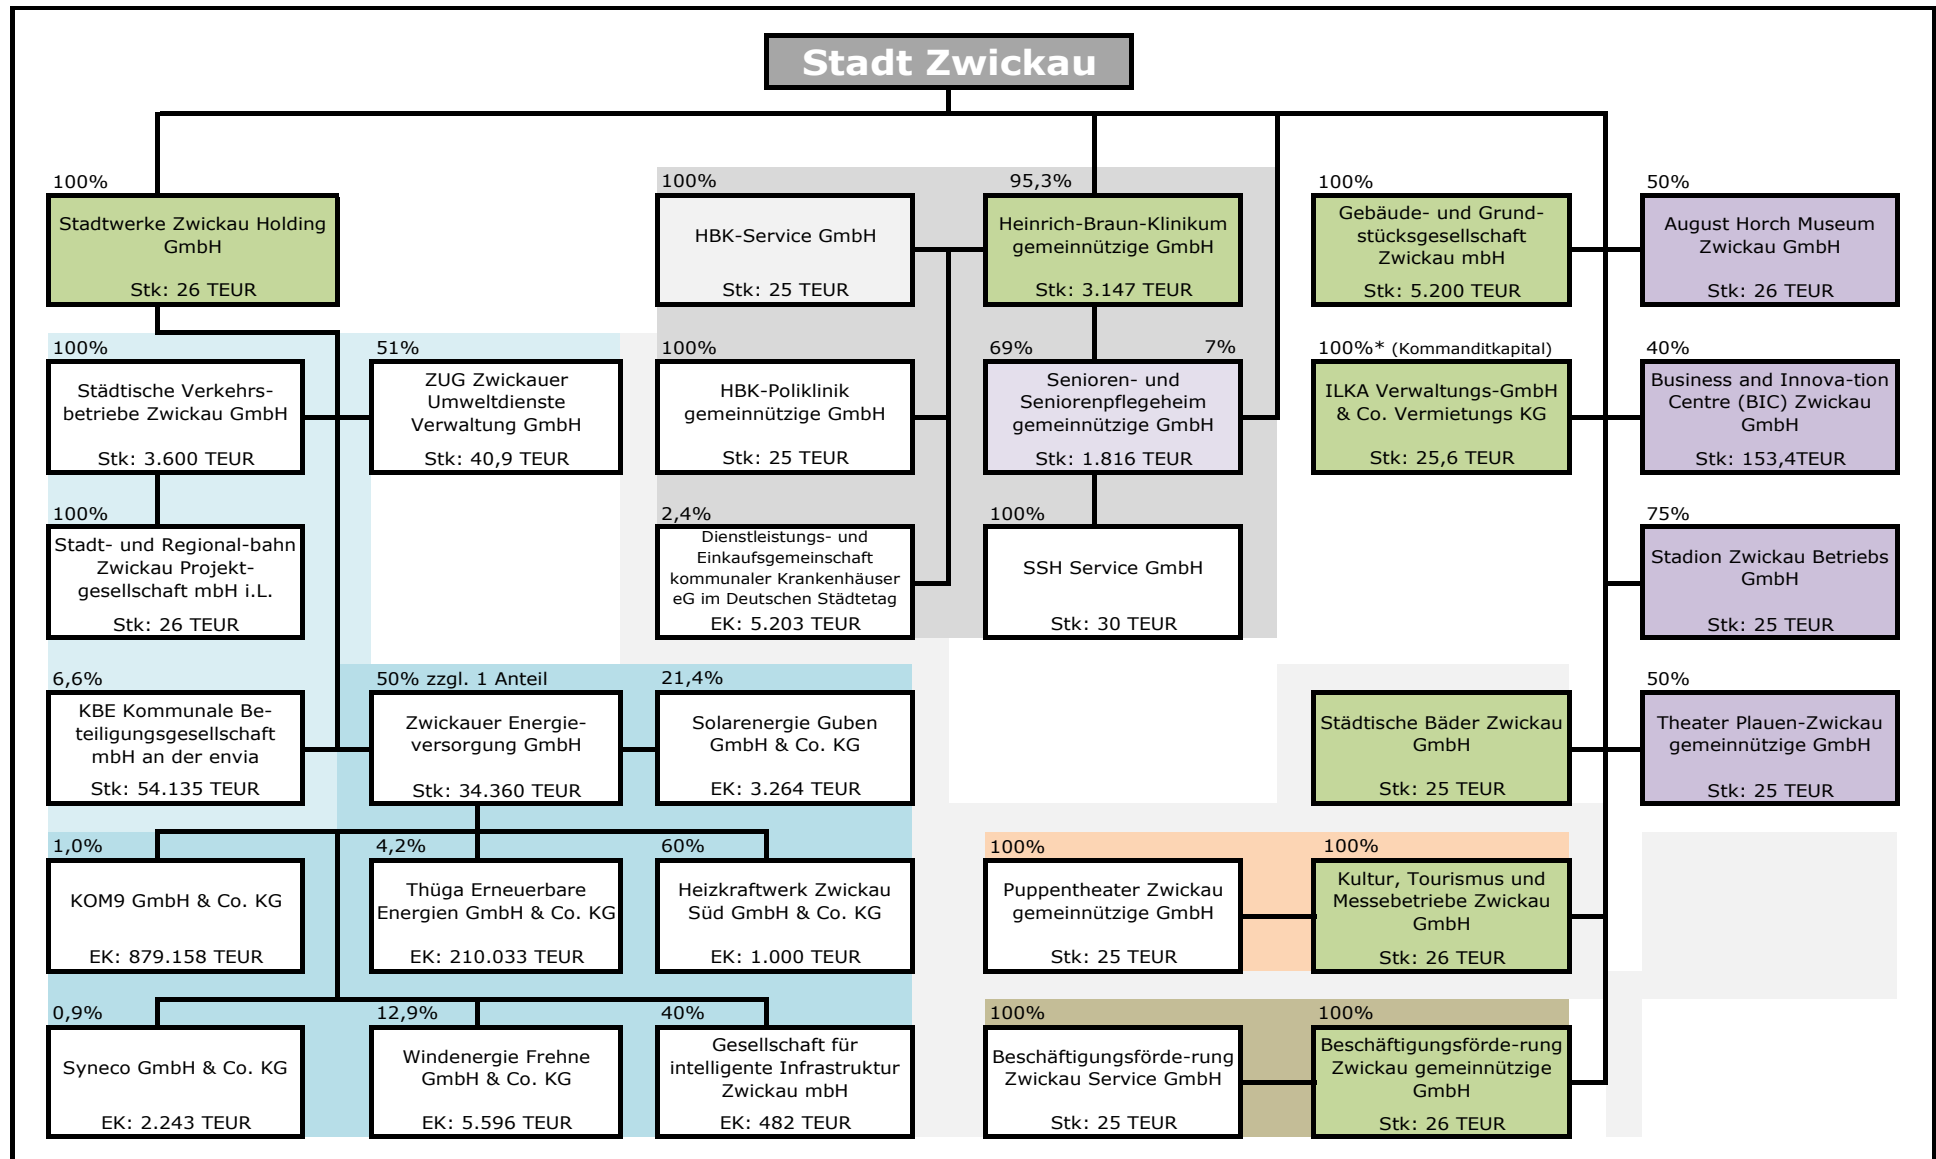 Stadt Zwickau
100%
Stadtwerke Zwickau Holding
GmbH
Stk: 26 TEUR
100%
HBK-Service GmbH
Stk: 25 TEUR
95,3%
Heinrich-Braun-Klinikum
gemeinnützige GmbH
Stk: 3.147 TEUR
100%
Gebäude- und Grund-
stücksgesellschaft
Zwickau mbH
Stk: 5.200 TEUR
50%
August Horch Museum
Zwickau GmbH
Stk: 26 TEUR
100%
Städtische Verkehrs-
betriebe Zwickau GmbH
Stk: 3.600 TEUR
51%
ZUG Zwickauer
Umweltdienste
Verwaltung GmbH
Stk: 40,9 TEUR
100%
HBK-Poliklinik
gemeinnützige GmbH
Stk: 25 TEUR
69%
7%
Senioren- und
Seniorenpflegeheim
gemeinnützige GmbH
Stk: 1.816 TEUR
100%* (Kommanditkapital)
ILKA Verwaltungs-GmbH
& Co. Vermietungs KG
Stk: 25,6 TEUR
40%
Business and Innova-tion
Centre (BIC) Zwickau
GmbH
Stk: 153,4TEUR
100%
Stadt- und Regional-bahn
Zwickau Projekt-
gesellschaft mbH i.L.
Stk: 26 TEUR
2,4%
Dienstleistungs- und
Einkaufsgemeinschaft
kommunaler Krankenhäuser
eG im Deutschen Städtetag
EK: 5.203 TEUR
100%
SSH Service GmbH
Stk: 30 TEUR
75%
Stadion Zwickau Betriebs
GmbH
Stk: 25 TEUR
6,6%
KBE Kommunale Be-
teiligungsgesellschaft
mbH an der envia
Stk: 54.135 TEUR
50% zzgl. 1 Anteil
Zwickauer Energie-
versorgung GmbH
Stk: 34.360 TEUR
21,4%
Solarenergie Guben
GmbH & Co. KG
EK: 3.264 TEUR
Städtische Bäder Zwickau
GmbH
Stk: 25 TEUR
50%
Theater Plauen-Zwickau
gemeinnützige GmbH
Stk: 25 TEUR
1,0%
KOM9 GmbH & Co. KG
EK: 879.158 TEUR
4,2%
Thüga Erneuerbare
Energien GmbH & Co. KG
EK: 210.033 TEUR
60%
Heizkraftwerk Zwickau
Süd GmbH & Co. KG
EK: 1.000 TEUR
100%
Puppentheater Zwickau
gemeinnützige GmbH
Stk: 25 TEUR
100%
Kultur, Tourismus und
Messebetriebe Zwickau
GmbH
Stk: 26 TEUR
0,9%
Syneco GmbH & Co. KG
EK: 2.243 TEUR
12,9%
Windenergie Frehne
GmbH & Co. KG
EK: 5.596 TEUR
40%
Gesellschaft für
intelligente Infrastruktur
Zwickau mbH
EK: 482 TEUR
100%
Beschäftigungsförde-rung
Zwickau Service GmbH
Stk: 25 TEUR
100%
Beschäftigungsförde-rung
Zwickau gemeinnützige
GmbH
Stk: 26 TEUR